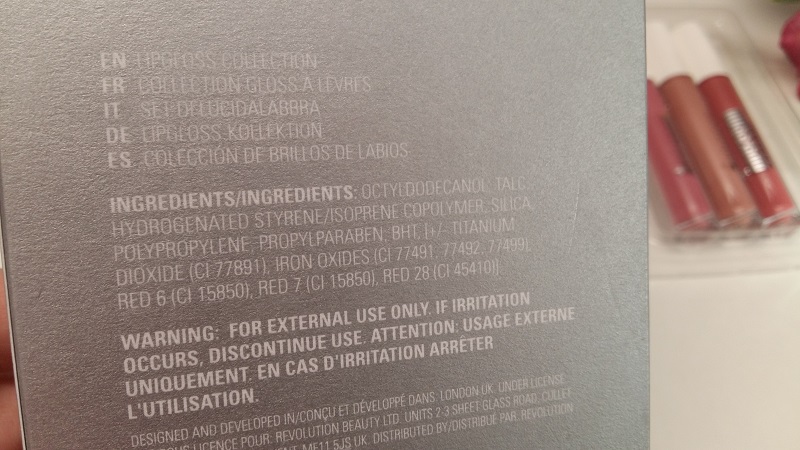 EN LIPGLOSS COLLECTION
FR COLLECTION GLOSS À LÈVRES
IT SET DELUCIDALABBRA
DE LIPGLOSS KOLLEKTION
ES COLECCIÓN DE BRILLOS DE LABIOS
INGREDIENTS/INGREDIENTS: OCTYLDODECANOL, TALC,
HYDROGENATED STYRENE/ISOPRENE COPOLYMER, SILICA,
POLYPROPYLENE, PROPYLPARABEN, BHT. [+/- TITANIUM
DIOXIDE (CI 77891), IRON OXIDES (CI 77491, 77492, 77499),
RED 6 (CI 15850), RED 7 (CI 15850), RED 28 (CI 45410)].
WARNING: FOR EXTERNAL USE ONLY. IF IRRITATION
OCCURS, DISCONTINUE USE. ATTENTION: USAGE EXTERNE
UNIQUEMENT. EN CAS D'IRRITATION ARRÊTER
L'UTILISATION.
DESIGNED AND DEVELOPED IN/CONÇU ET DÉVELOPPÉ DANS: LONDON UK. UNDER LICENSE
SOUS LICENCE POUR: REVOLUTION BEAUTY LTD. UNITS 2-3 SHEET GLASS ROAD, CULLET
ME11 5JS UK. DISTRIBUTED BY/DISTRIBUÉ PAR: REVOLUTION